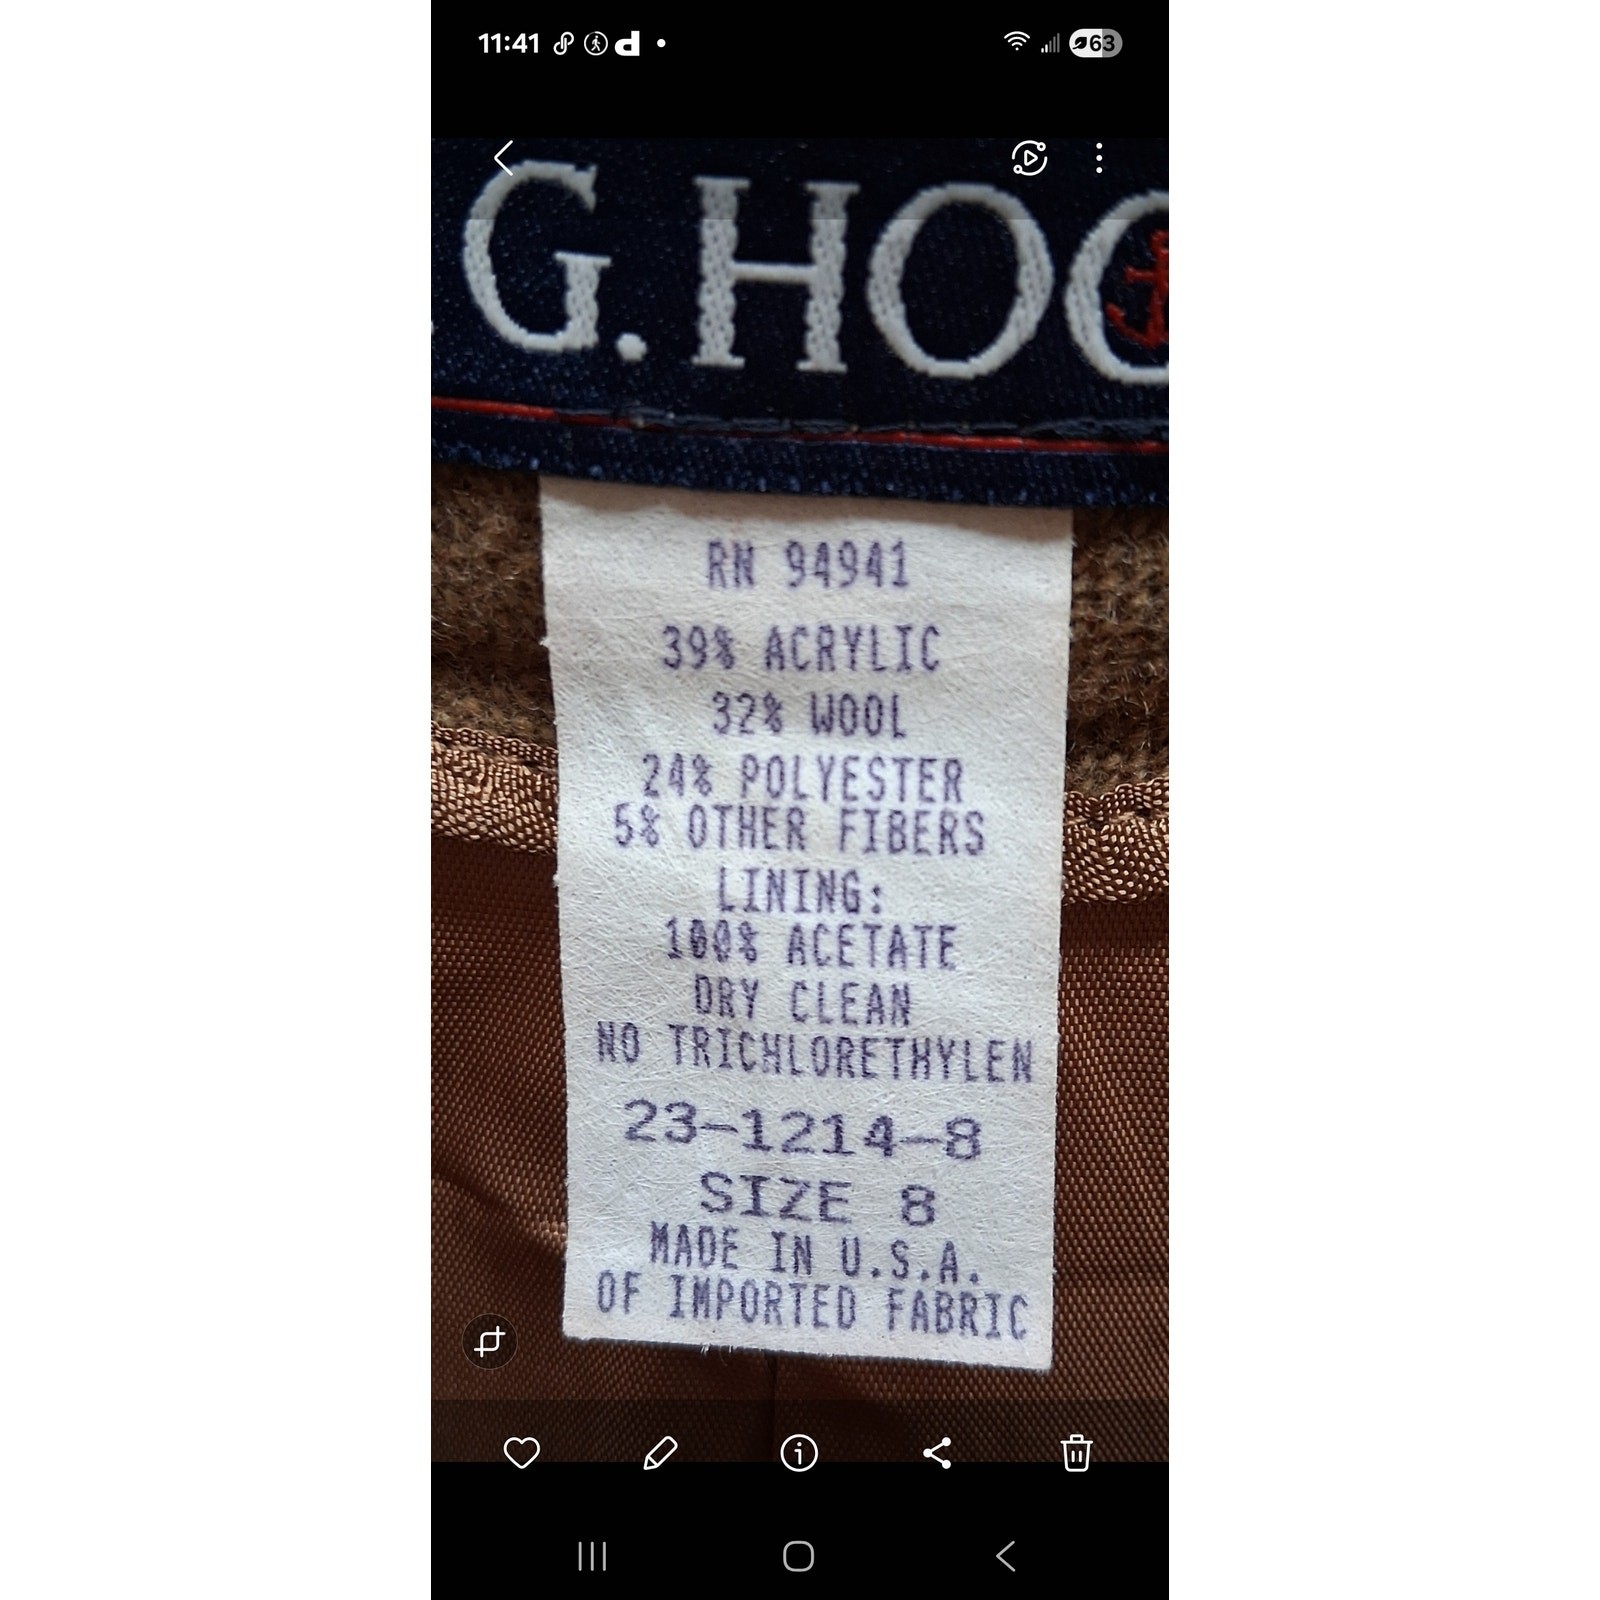 11:41
63
G.HOO
RN 94941
39% ACRYLIC
32% WOOL
24% POLYESTER
5% OTHER FIBERS
LINING:
100% ACETATE
DRY CLEAN
NO TRICHLORETHYLEN
23-1214-8
SIZE 8
MADE IN U.S.A.
OF IMPORTED FABRIC